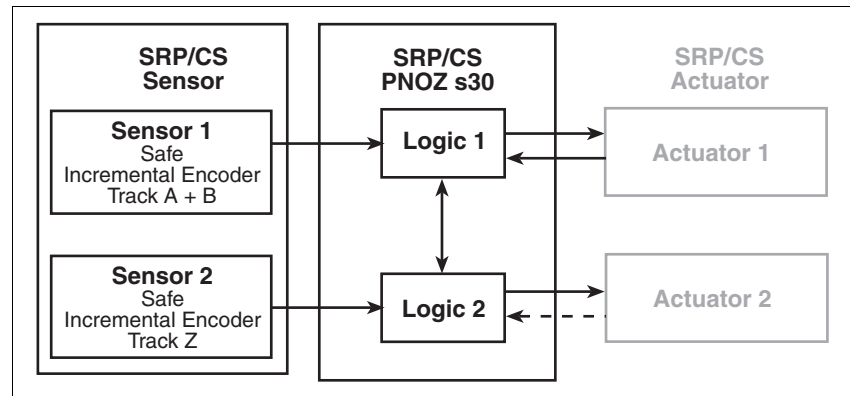 SRP/CS
Sensor
Sensor 1
Safe
Incremental Encoder
Track A + B
Sensor 2
Safe
Incremental Encoder
Track Z
SRP/CS
PNOZ s30
Logic 1
Logic 2
SRP/CS
Actuator
Actuator 1
Actuator 2